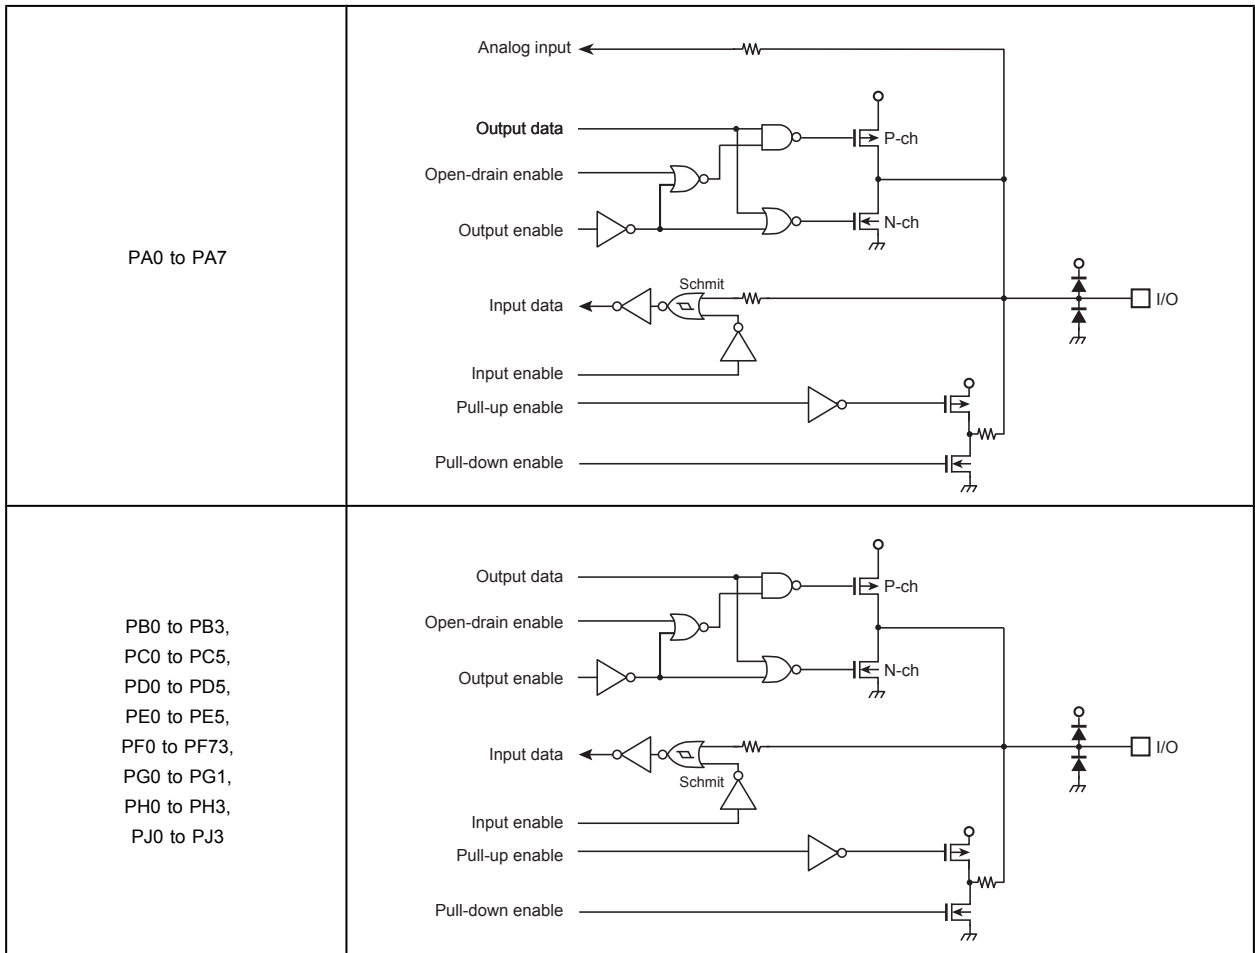 PA0 to PA7
Analog input
Output data
P-ch
Open-drain enable
Output enable
N-ch
Schmit
Input data
I/O
Input enable
Pull-up enable
Pull-down enable
PB0 to PB3,
PC0 to PC5,
PD0 to PD5,
PE0 to PE5,
PF0 to PF73,
PG0 to PG1,
PH0 to PH3,
PJ0 to PJ3
Output data
P-ch
Open-drain enable
Output enable
N-ch
Input data
I/O
Schmit
Input enable
Pull-up enable
Pull-down enable